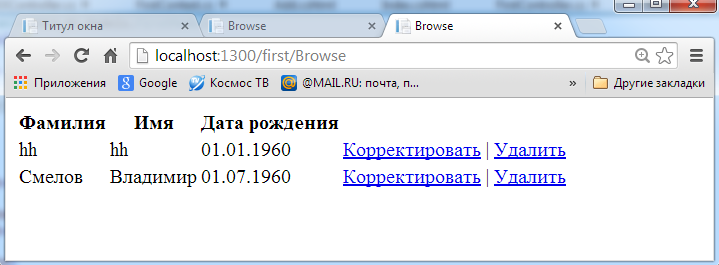 Титул окна Browse Browse
localhost:1300/first/Browse
Приложения Google Космос ТВ @MAIL.RU: почта, п... » Другие закладки
Фамилия Имя Дата рождения
hh hh 01.01.1960 Корректировать | Удалить
Смелов Владимир 01.07.1960 Корректировать | Удалить